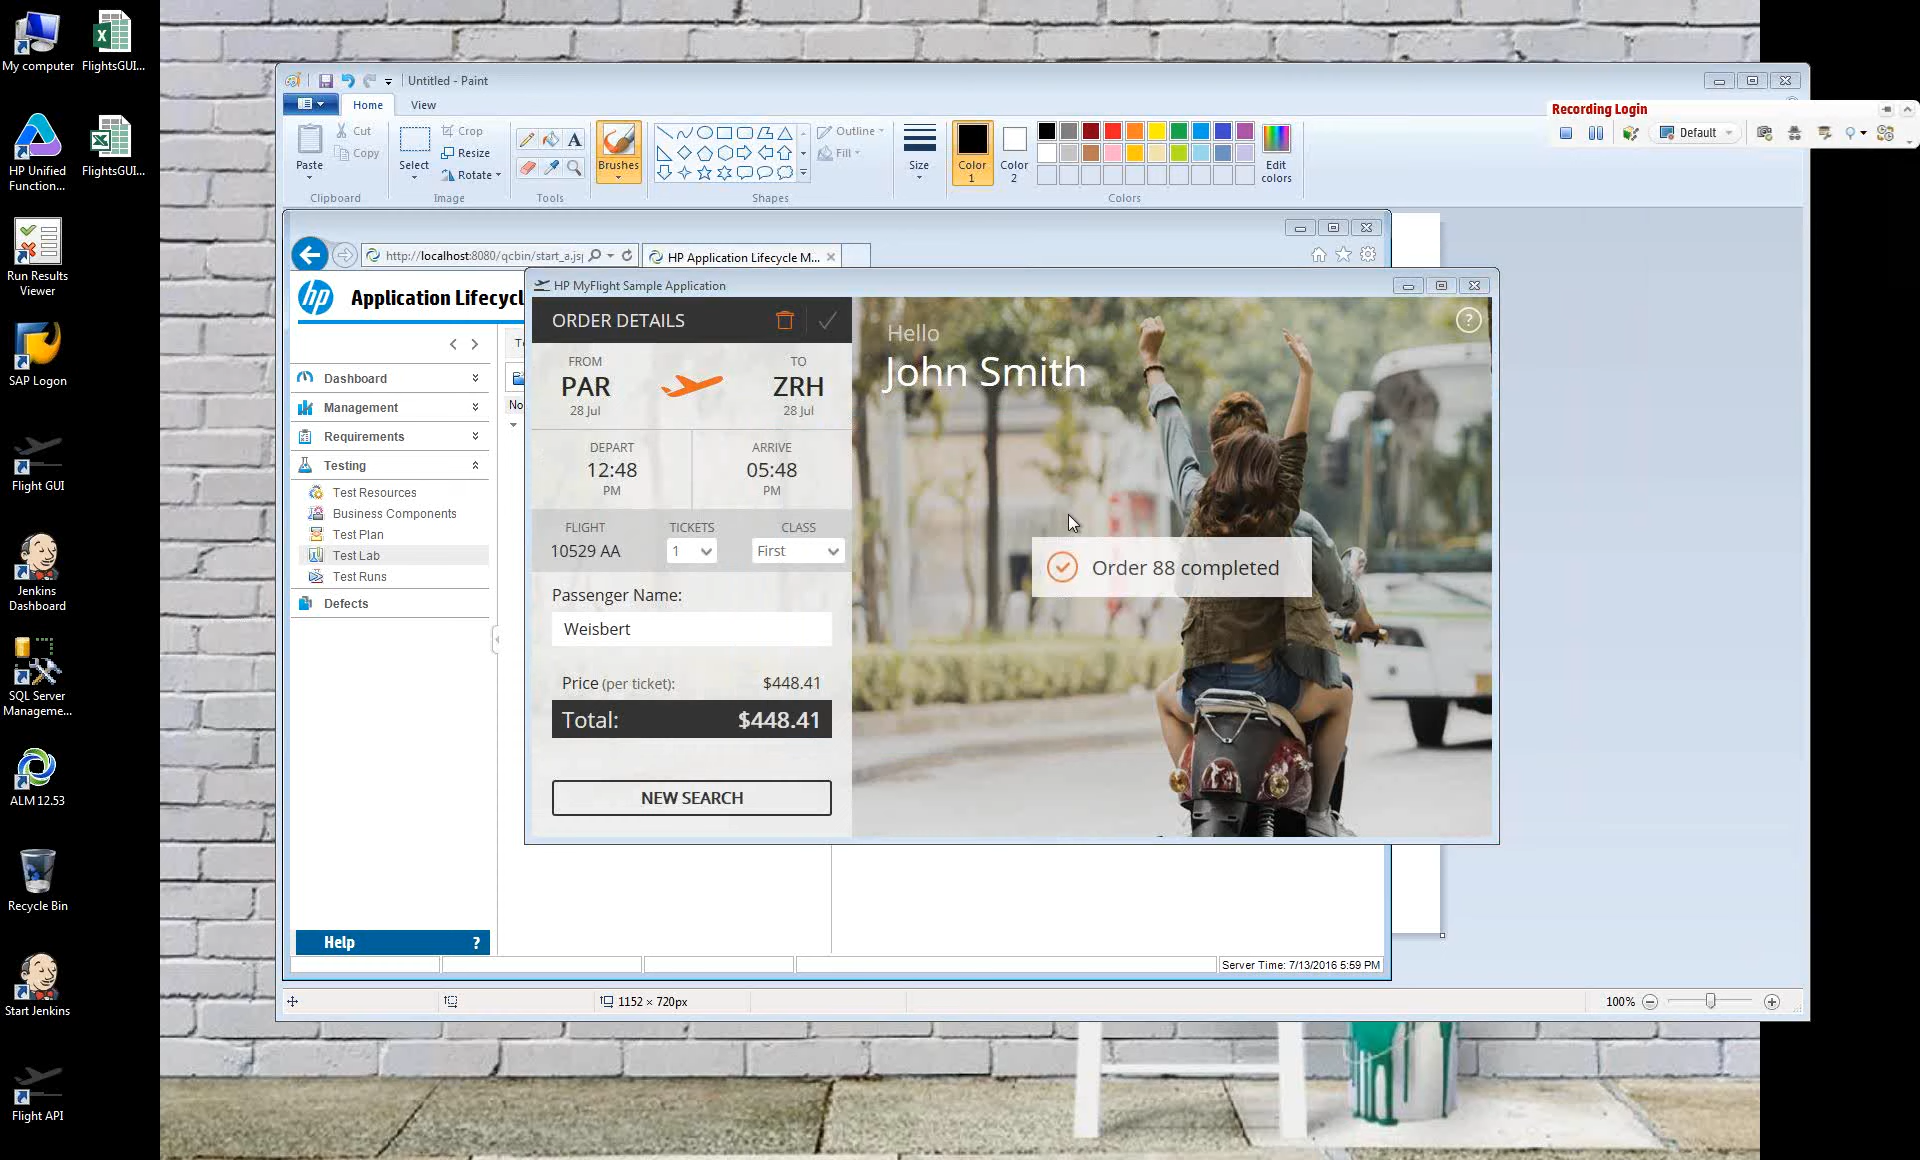 My computer
FlightsGUI...
HP Unified
Function...
FlightsGUI...
Run Results
Viewer
SAP Logon
Flight GUI
Jenkins
Dashboard
SQL Server
Manageme...
ALM 12.53
Recycle Bin
Start Jenkins
Flight API
Untitled - Paint
Home
View
Paste
Cut
Copy
Clipboard
Select
Crop
Resize
Rotate
Image
A
Tools
Brushes
Outline
Fill
Shapes
Size
Color
1
Color
2
Edit
colors
Colors
Recording Login
Default
http://localhost:8080/qcbin/start_a.jsp
HP Application Lifecycle M...
hp
Application Lifecycl
Dashboard
Management
Requirements
Testing
Test Resources
Business Components
Test Plan
Test Lab
Test Runs
Defects
No
Help
?
Server Time: 7/13/2016 5:59 PM
HP MyFlight Sample Application
ORDER DETAILS
FROM
TO
PAR
ZRH
28 Jul
28 Jul
DEPART
ARRIVE
12:48
05:48
PM
PM
FLIGHT
TICKETS
CLASS
10529 AA
1
First
Passenger Name:
Weisbert
Price (per ticket):
$448.41
Total:
$448.41
NEW SEARCH
Hello
John Smith
?
Order 88 completed
1152 × 720px
100%